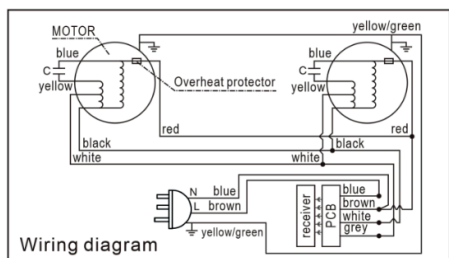 yellow/green
MOTOR
blue
blue
C
C
Overheat protector
yellow
yellow
red
red
black
black
white
white
N
blue
L
brown
yellow/green
receiver
PCB
blue
brown
white
grey
Wiring diagram